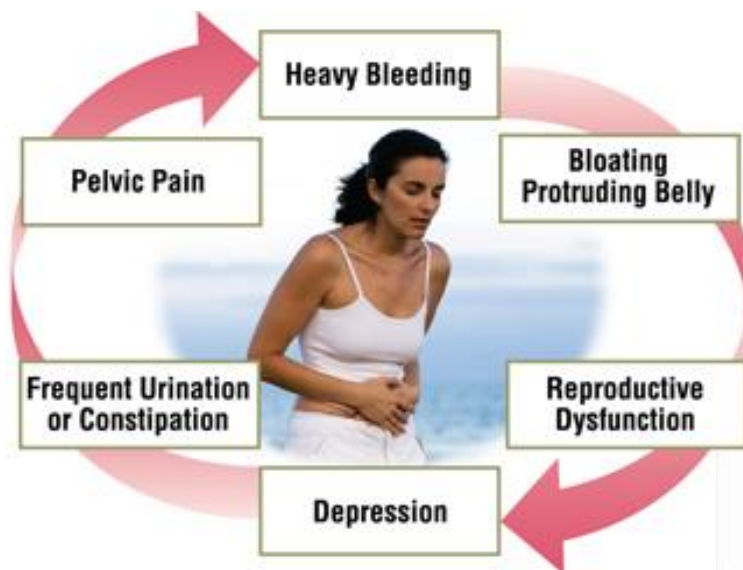 Heavy Bleeding
Bloating
Protruding Belly
Reproductive
Dysfunction
Depression
Frequent Urination
or Constipation
Pelvic Pain